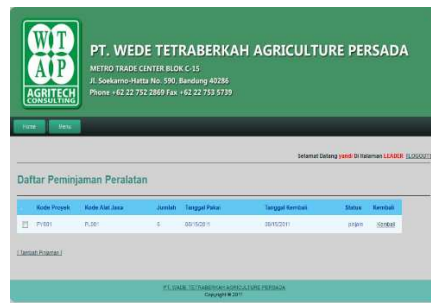 WT
AP
AGRITECH
CONSULTING
PT. WEDE TETRABERKAH AGRICULTURE PERSADA
METRO TRADE CENTER BLOK C-15
Jl. Soekarno-Hatta No. 590, Bandung 40286
Phone +62 22 752 2869 Fax +62 22 753 5739
Home Menu
Selamat Datang yandi Di Halaman LEADER [LOGOUT]
Daftar Peminjaman Peralatan
Kode Proyek Kode Alat Jasa Jumlah Tanggal Pakai Tanggal Kembali Status Kembali
PY001 PL001 5 pinjam Kembali
[ Tambah Pinjaman ]
PT. WEDE TETRABERKAH AGRICULTURE PERSADA
Copyright © 2011